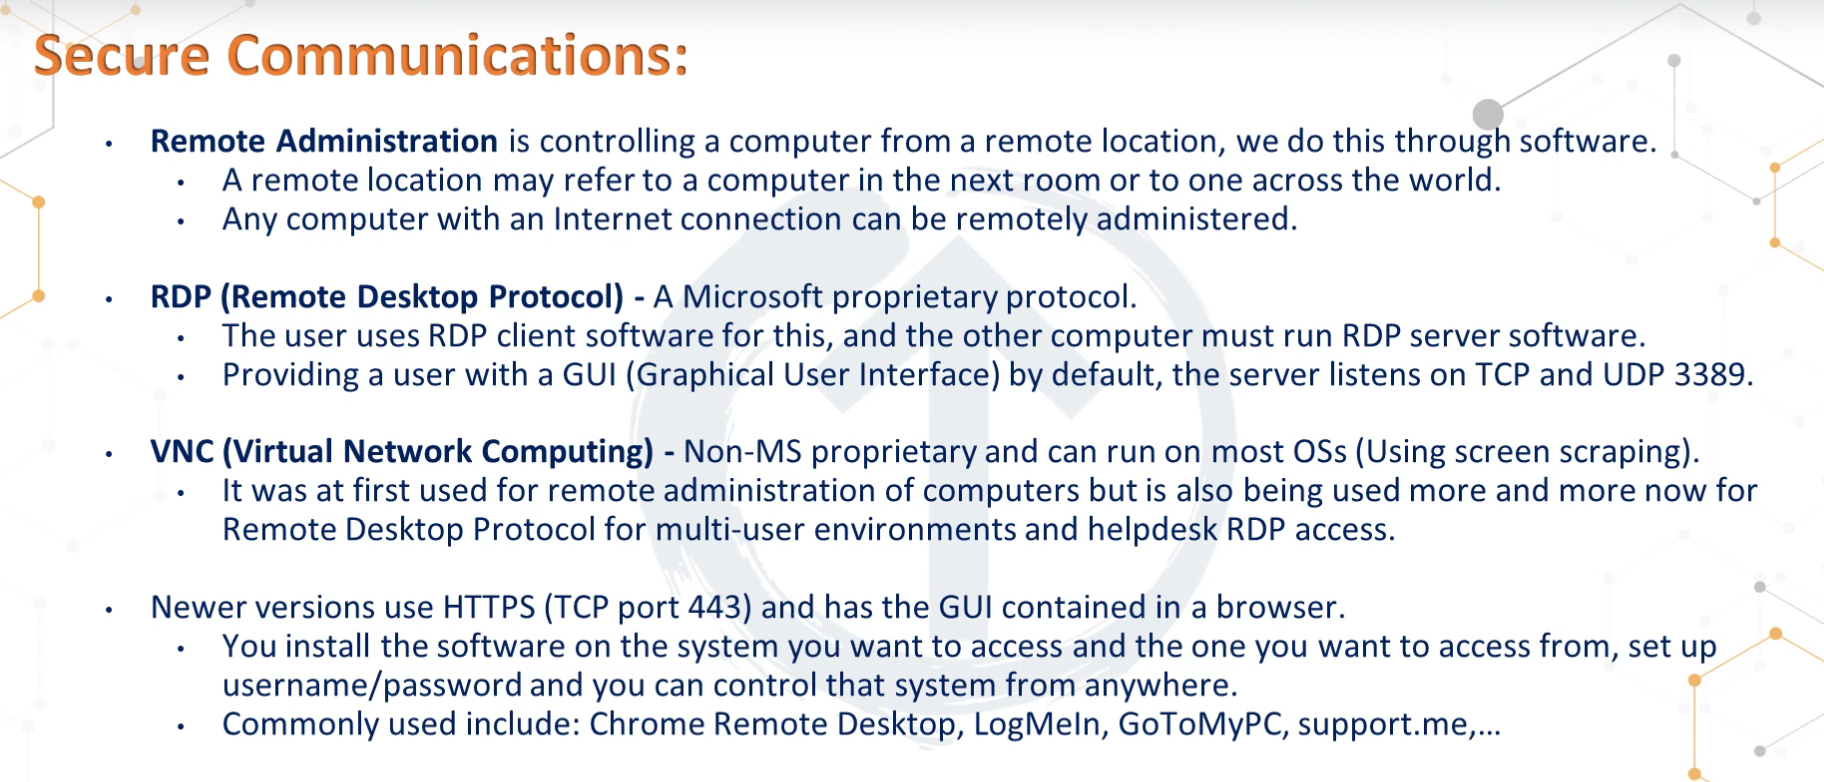 Secure Communications:
• Remote Administration is controlling a computer from a remote location, we do this through software.
• A remote location may refer to a computer in the next room or to one across the world.
• Any computer with an Internet connection can be remotely administered.
• RDP (Remote Desktop Protocol) - A Microsoft proprietary protocol.
• The user uses RDP client software for this, and the other computer must run RDP server software.
• Providing a user with a GUI (Graphical User Interface) by default, the server listens on TCP and UDP 3389.
• VNC (Virtual Network Computing) - Non-MS proprietary and can run on most OSs (Using screen scraping).
• It was at first used for remote administration of computers but is also being used more and more now for
Remote Desktop Protocol for multi-user environments and helpdesk RDP access.
• Newer versions use HTTPS (TCP port 443) and has the GUI contained in a browser.
• You install the software on the system you want to access and the one you want to access from, set up
username/password and you can control that system from anywhere.
• Commonly used include: Chrome Remote Desktop, LogMeIn, GoToMyPC, support.me,...